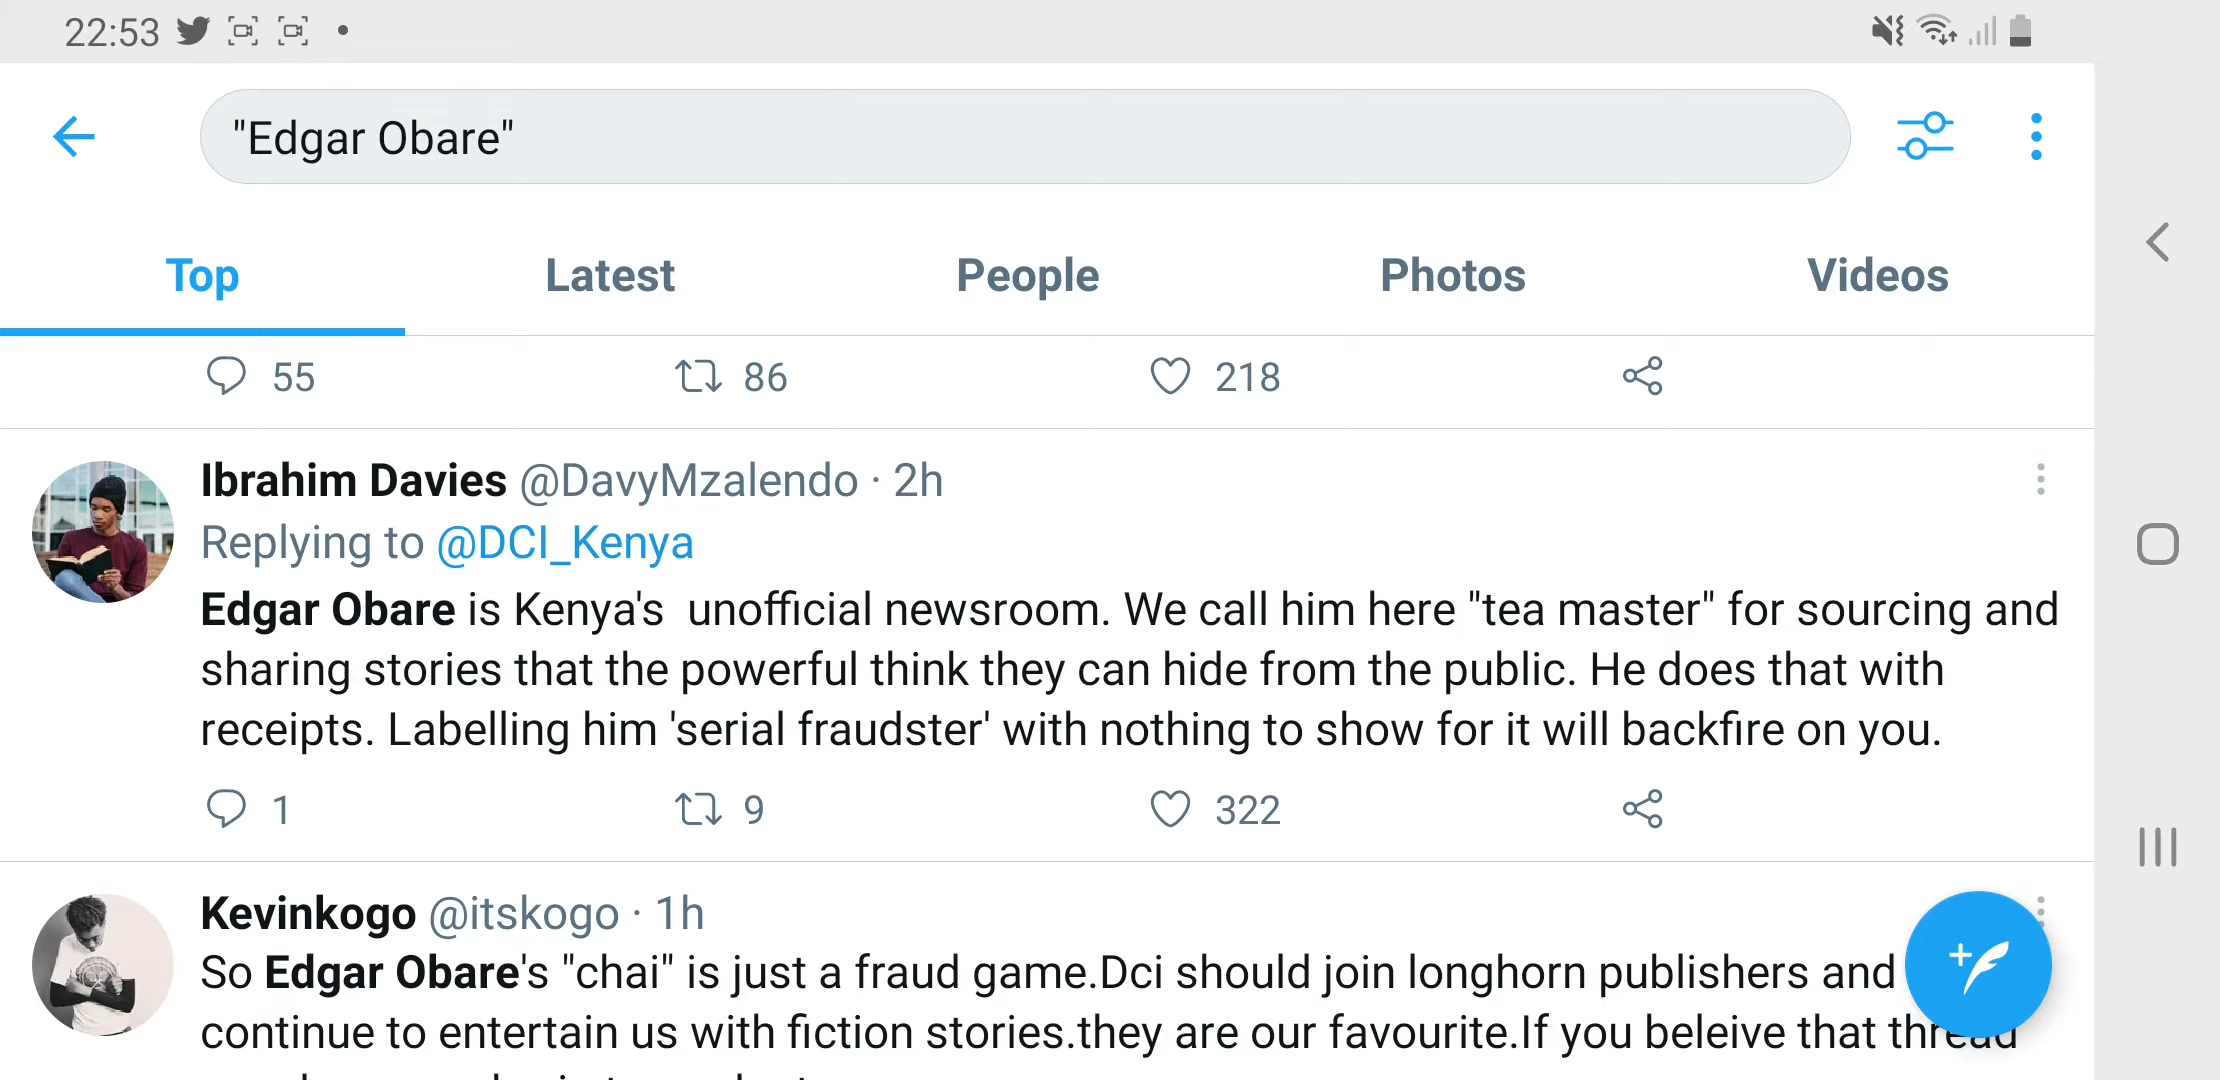 22:53
"Edgar Obare"
Top Latest People Photos Videos
55 86 218
Ibrahim Davies @DavyMzalendo · 2h
Replying to @DCI_Kenya
Edgar Obare is Kenya's  unofficial newsroom. We call him here "tea master" for sourcing and
sharing stories that the powerful think they can hide from the public. He does that with
receipts. Labelling him 'serial fraudster' with nothing to show for it will backfire on you.
1 9 322
Kevinkogo @itskogo · 1h
So Edgar Obare's "chai" is just a fraud game.Dci should join longhorn publishers and
continue to entertain us with fiction stories.they are our favourite.If you beleive that thread